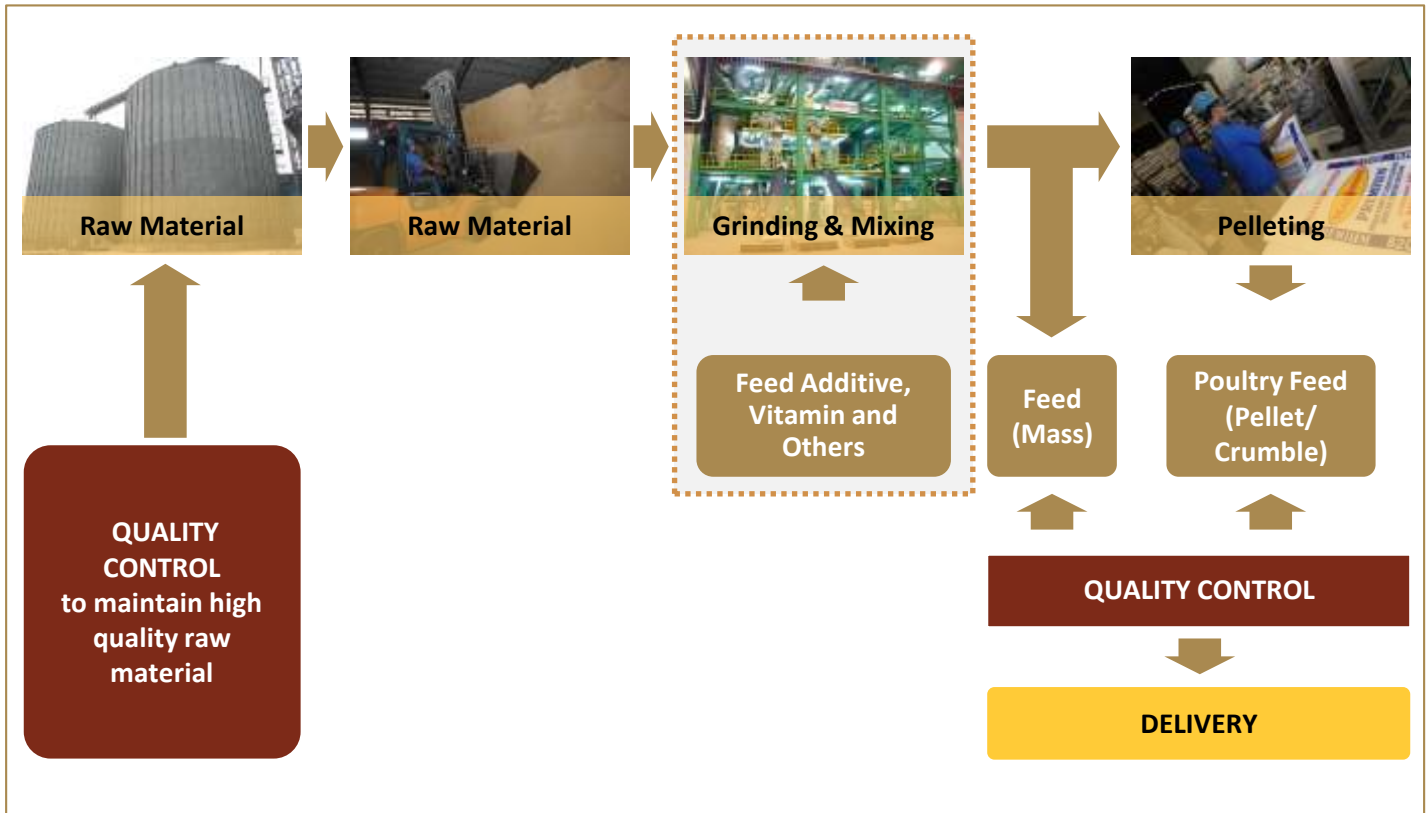 Raw Material
Raw Material
Grinding & Mixing
Pelleting
Feed Additive,
Vitamin and
Others
Feed
(Mass)
Poultry Feed
(Pellet/
Crumble)
QUALITY
CONTROL
to maintain high
quality raw
material
QUALITY CONTROL
DELIVERY